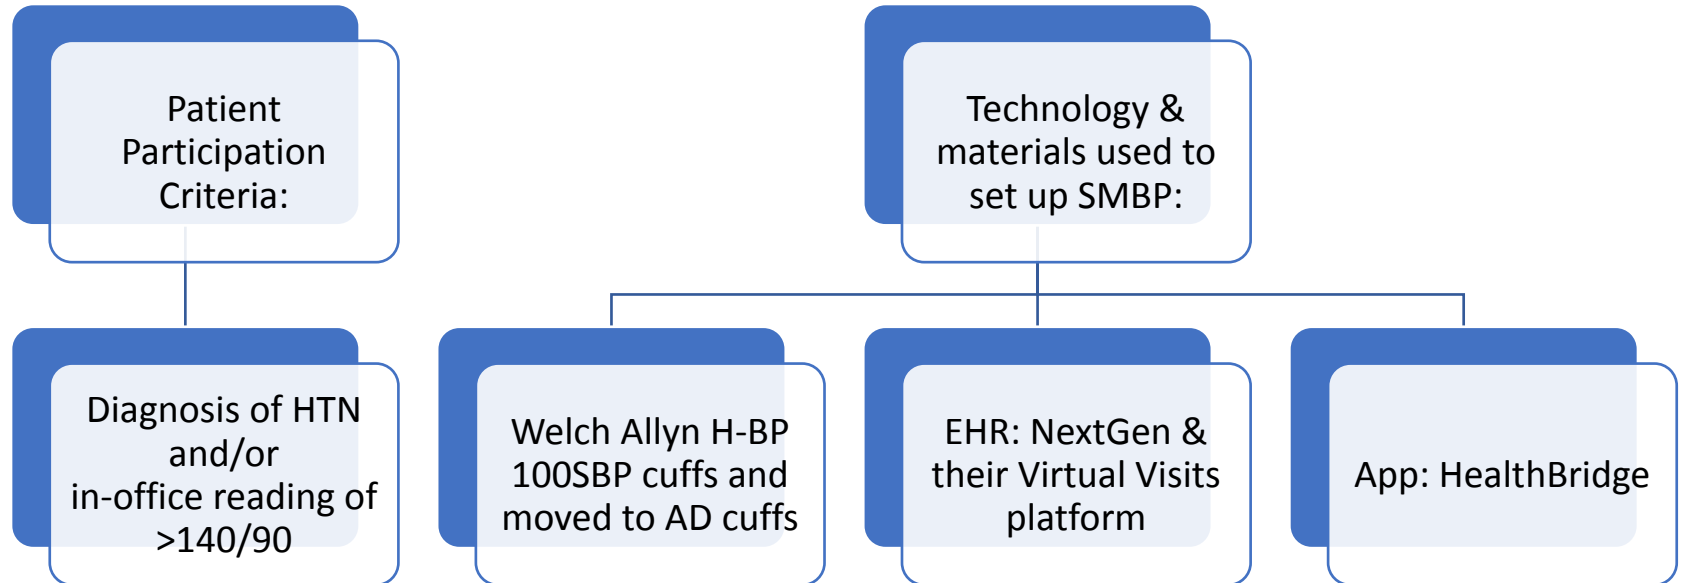 Patient
Participation
Criteria:
Technology &
materials used to
set up SMBP:
Diagnosis of HTN
and/or
in-office reading of
>140/90
Welch Allyn H-BP
100SBP cuffs and
moved to AD cuffs
EHR: NextGen &
their Virtual Visits
platform
App: HealthBridge